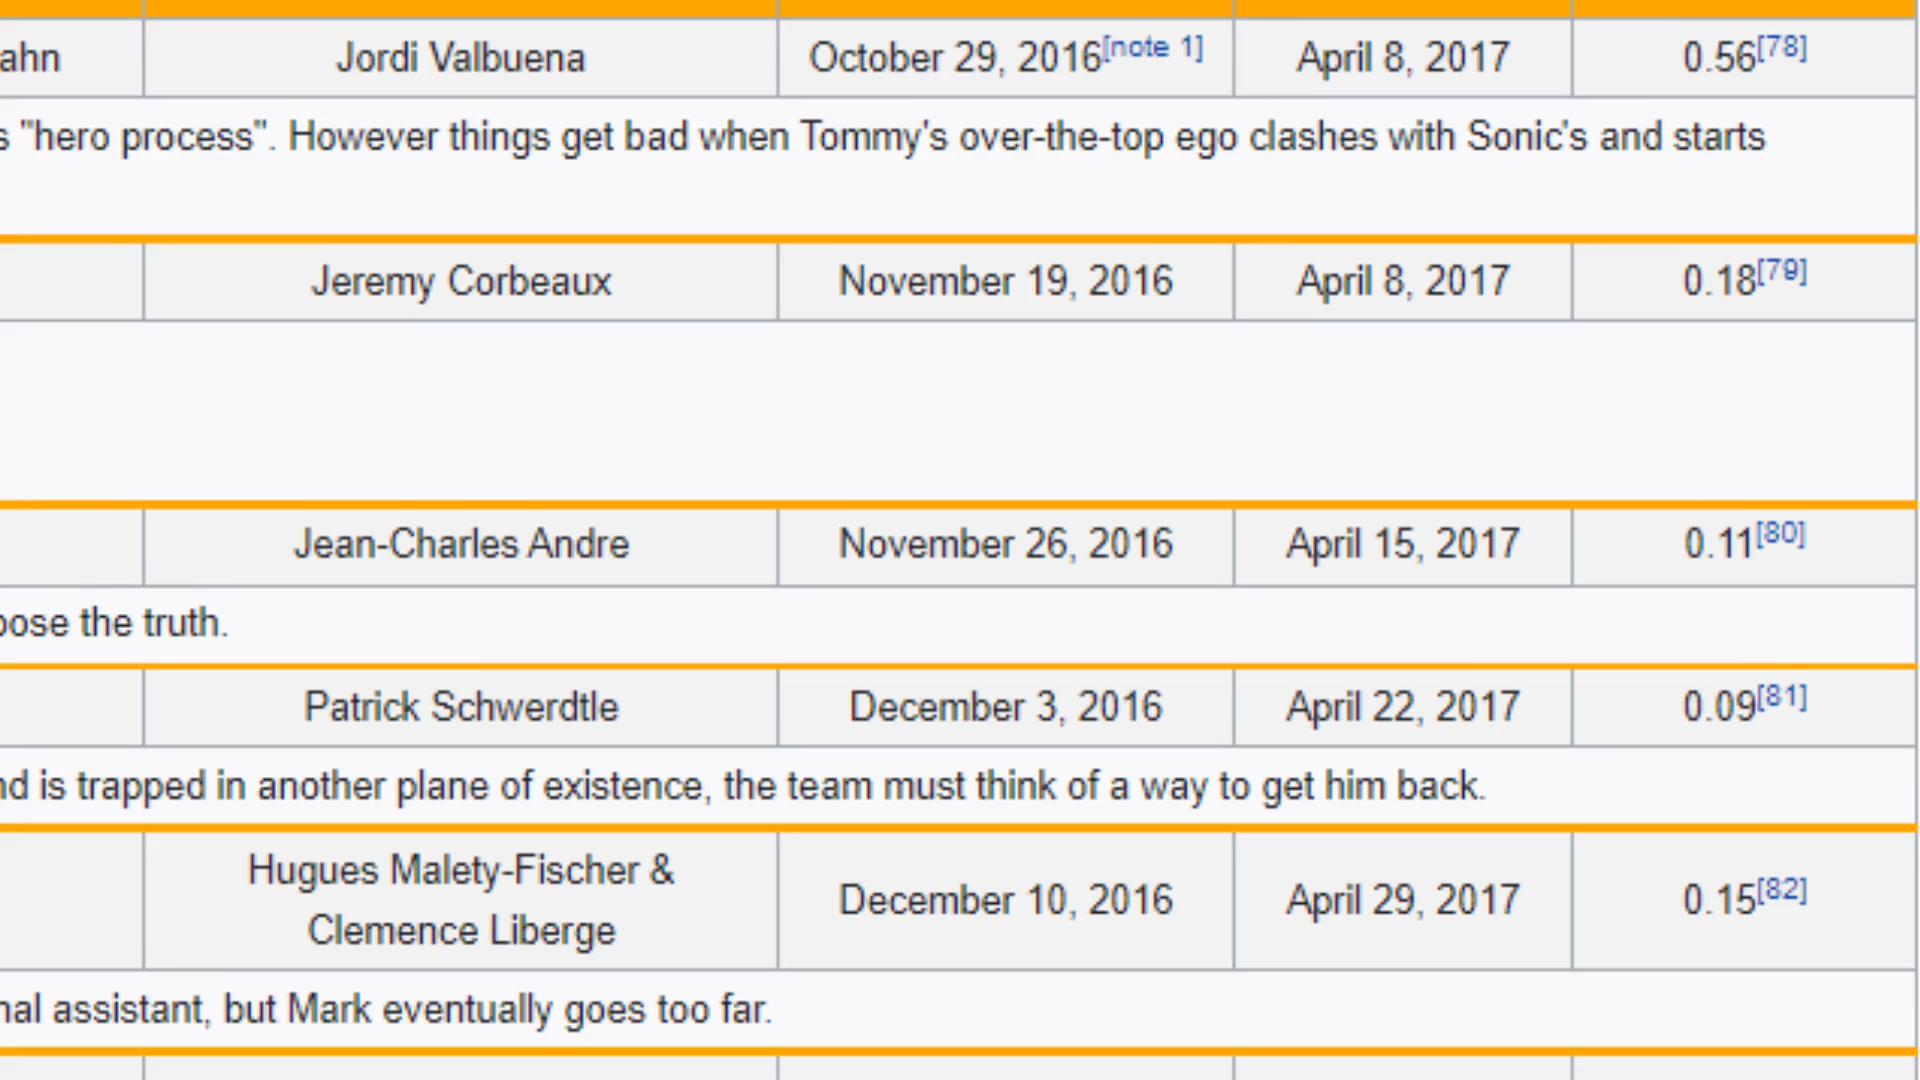 ahn Jordi Valbuena October 29, 2016[note 1] April 8, 2017 0.56[78]
s "hero process". However things get bad when Tommy's over-the-top ego clashes with Sonic's and starts
Jeremy Corbeaux November 19, 2016 April 8, 2017 0.18[79]
Jean-Charles Andre November 26, 2016 April 15, 2017 0.11[80]
pose the truth.
Patrick Schwerdtle December 3, 2016 April 22, 2017 0.09[81]
nd is trapped in another plane of existence, the team must think of a way to get him back.
Hugues Malety-Fischer &
Clemence Liberge December 10, 2016 April 29, 2017 0.15[82]
nal assistant, but Mark eventually goes too far.